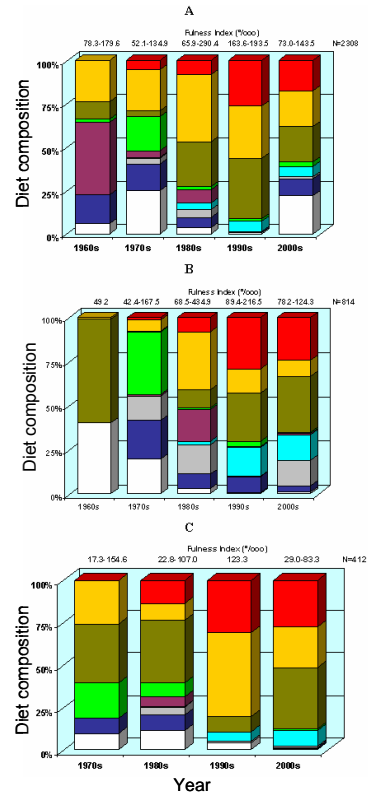 A
Fulness Index (°/ooo)
78.3-179.6 52.1-134.9 65.9-290.4 163.6-193.5 73.0-143.5 N=2308
100%
75%
50%
25%
0%
Diet composition
1960s 1970s 1980s 1990s 2000s
B
Fulness Index (°/ooo)
49.2 42.4-167.5 68.5-434.9 89.4-216.5 78.2-124.3 N=814
100%
75%
50%
25%
0%
Diet composition
1960s 1970s 1980s 1990s 2000s
C
Fulness Index (°/ooo)
17.3-154.6 22.8-107.0 123.3 29.0-83.3 N=412
100%
75%
50%
25%
0%
Diet composition
1970s 1980s 1990s 2000s
Year